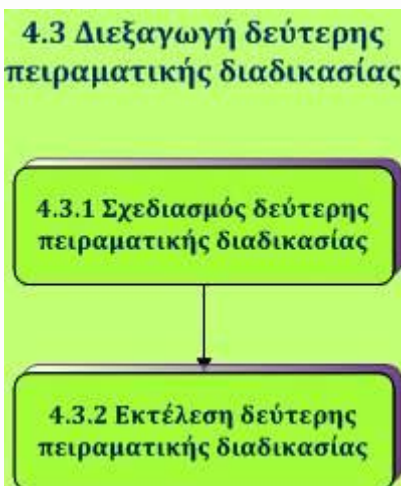 4.3 Διεξαγωγή δεύτερης
πειραματικής διαδικασίας
4.3.1 Σχεδιασμός δεύτερης
πειραματικής διαδικασίας
4.3.2 Εκτέλεση δεύτερης
πειραματικής διαδικασίας